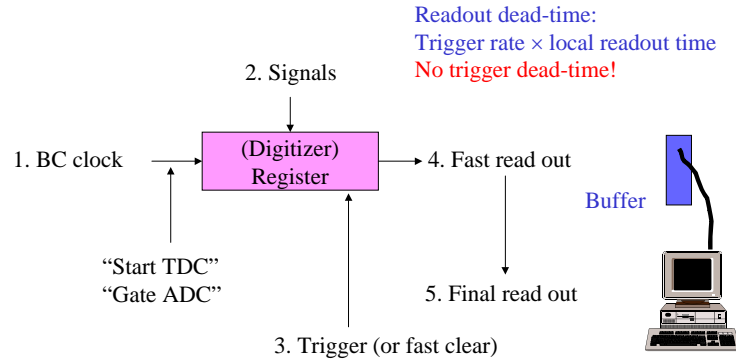 Readout dead-time:
Trigger rate × local readout time
No trigger dead-time!
2. Signals
1. BC clock
(Digitizer)
Register
4. Fast read out
Buffer
“Start TDC”
“Gate ADC”
5. Final read out
3. Trigger (or fast clear)